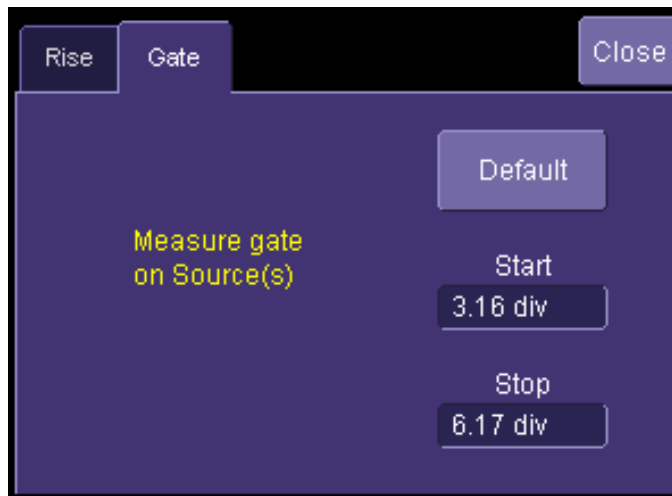 Rise
Gate
Close
Default
Measure gate
on Source(s)
Start
3.16 div
Stop
6.17 div